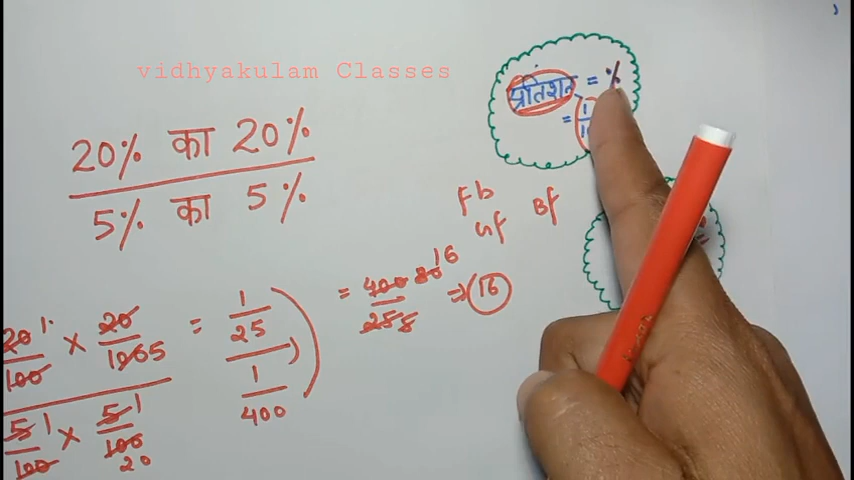 vidhyakulam Classes
प्रतिशत = %
= 1
20% का 20%
5% का 5%
fb
Bf
uf
20 1 / 100 × 20 / 100 5 = 1/25 / 1/400 = 400 80 16 / 25 5 ⇒ 16
5 1 / 100 × 5 1 / 100 20